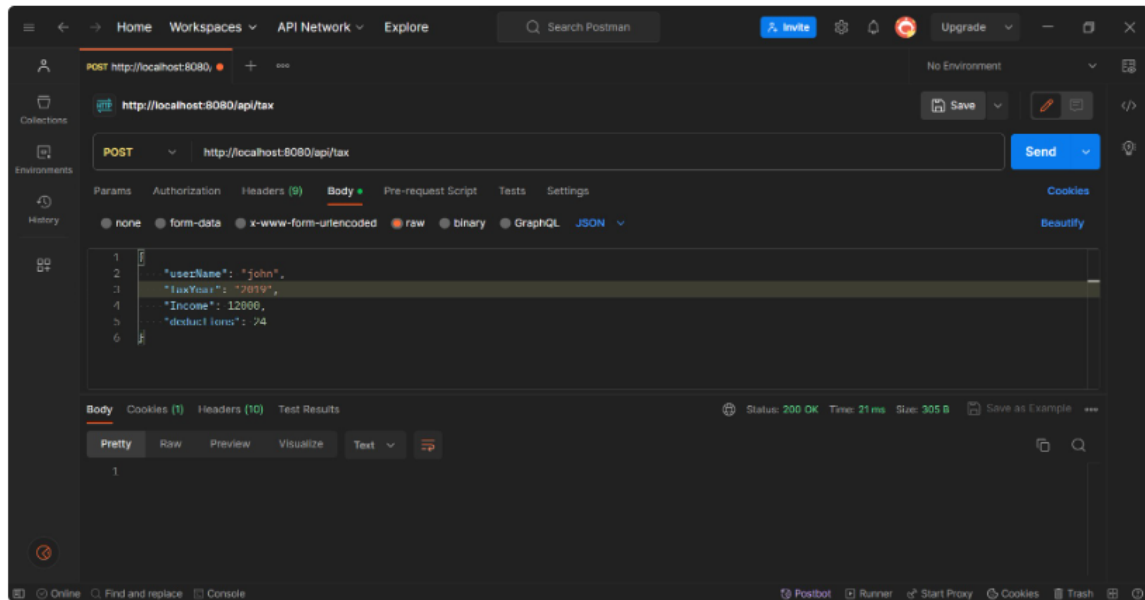 Home Workspaces API Network Explore Search Postman Invite Upgrade
POST http://localhost:8080/ No Environment
http://localhost:8080/api/tax Save
Collections
POST http://localhost:8080/api/tax Send
Environments
Params Authorization Headers (9) Body Pre-request Script Tests Settings Cookies
History
none form-data x-www-form-urlencoded raw binary GraphQL JSON Beautify
1 {
2 "userName": "john",
3 "taxYear": "2019",
4 "Income": 12000,
5 "deductions": 24
6 }
Body Cookies (1) Headers (10) Test Results Status: 200 OK Time: 21 ms Size: 305 B Save as Example
Pretty Raw Preview Visualize Text
1
Online Find and replace Console Postbot Runner Start Proxy Cookies Trash